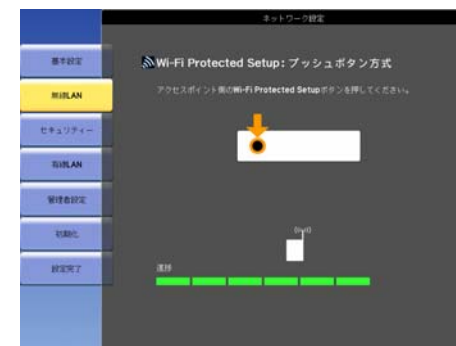 ネットワーク設定
基本設定
無線LAN
セキュリティー
有線LAN
管理者設定
初期化
設定完了
Wi-Fi Protected Setup: プッシュボタン方式
アクセスポイント側のWi-Fi Protected Setupボタンを押してください。
進捗